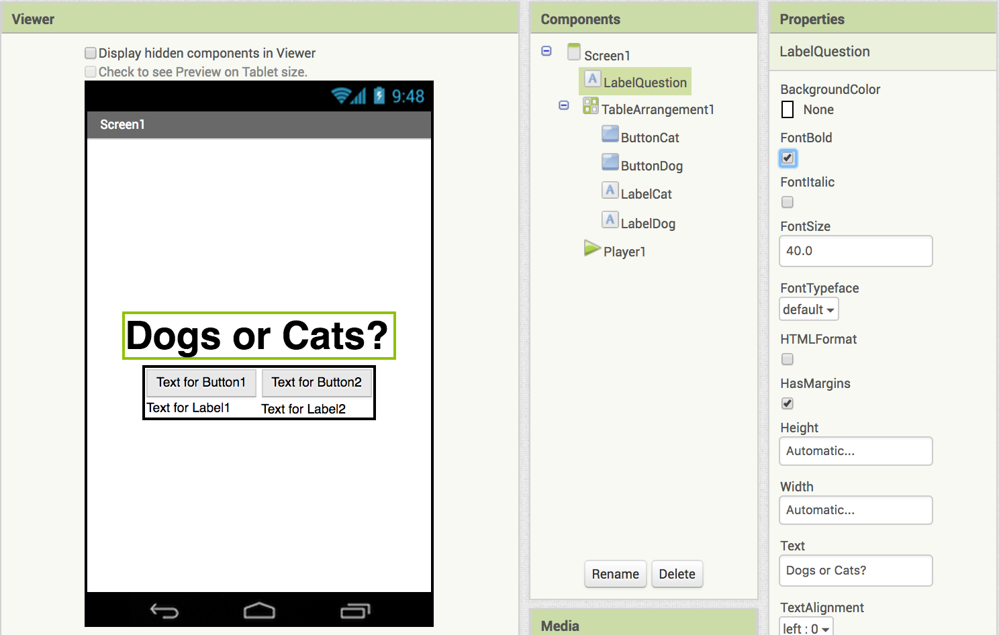 Viewer
Display hidden components in Viewer
Check to see Preview on Tablet size.
9:48
Screen1
Dogs or Cats?
Text for Button1 Text for Button2
Text for Label1 Text for Label2
Components
Screen1
LabelQuestion
TableArrangement1
ButtonCat
ButtonDog
LabelCat
LabelDog
Player1
Rename Delete
Media
Properties
LabelQuestion
BackgroundColor
None
FontBold
FontItalic
FontSize
40.0
FontTypeface
default
HTMLFormat
HasMargins
Height
Automatic...
Width
Automatic...
Text
Dogs or Cats?
TextAlignment
left : 0